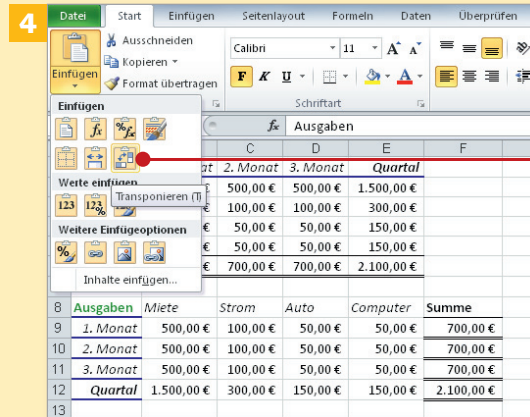 4
Datei Start Einfügen Seitenlayout Formeln Daten Überprüfen
Ausschneiden
Kopieren
Format übertragen
Einfügen
Calibri 11 A A
F K U A
Schriftart
Einfügen
fx Ausgaben
fx %fx
C D E F
at 2. Monat 3. Monat Quartal
Werte einfügen
€ 500,00 € 500,00 € 1.500,00 €
123 123%
Transponieren (T)
€ 100,00 € 100,00 € 300,00 €
Weitere Einfügeoptionen
€ 50,00 € 50,00 € 150,00 €
%
€ 50,00 € 50,00 € 150,00 €
€ 700,00 € 700,00 € 2.100,00 €
Inhalte einfügen...
8 Ausgaben Miete Strom Auto Computer Summe
9 1. Monat 500,00 € 100,00 € 50,00 € 50,00 € 700,00 €
10 2. Monat 500,00 € 100,00 € 50,00 € 50,00 € 700,00 €
11 3. Monat 500,00 € 100,00 € 50,00 € 50,00 € 700,00 €
12 Quartal 1.500,00 € 300,00 € 150,00 € 150,00 € 2.100,00 €
13